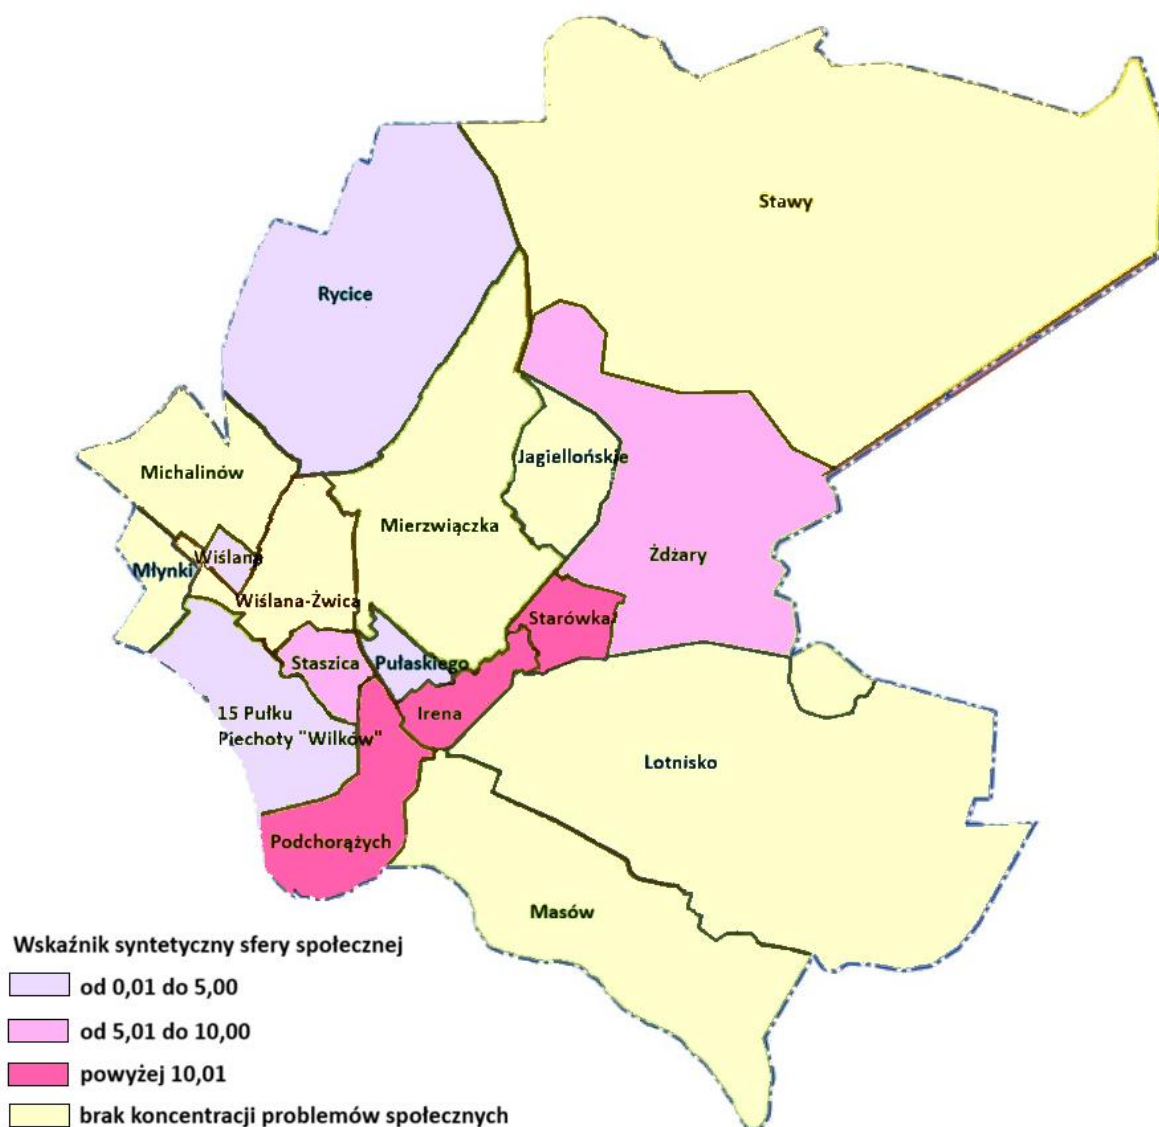 Stawy
Rycice
Jagiellońskie
Michalinów
Mierzwiączka
Żdżary
Wiślana
Młynki
Wiślana-Żwica
Starówka
Staszica
Pułaskiego
15 Pułku
Piechoty "Wilków"
Irena
Lotnisko
Podchorążych
Masów
Wskaźnik syntetyczny sfery społecznej
od 0,01 do 5,00
od 5,01 do 10,00
powyżej 10,01
brak koncentracji problemów społecznych